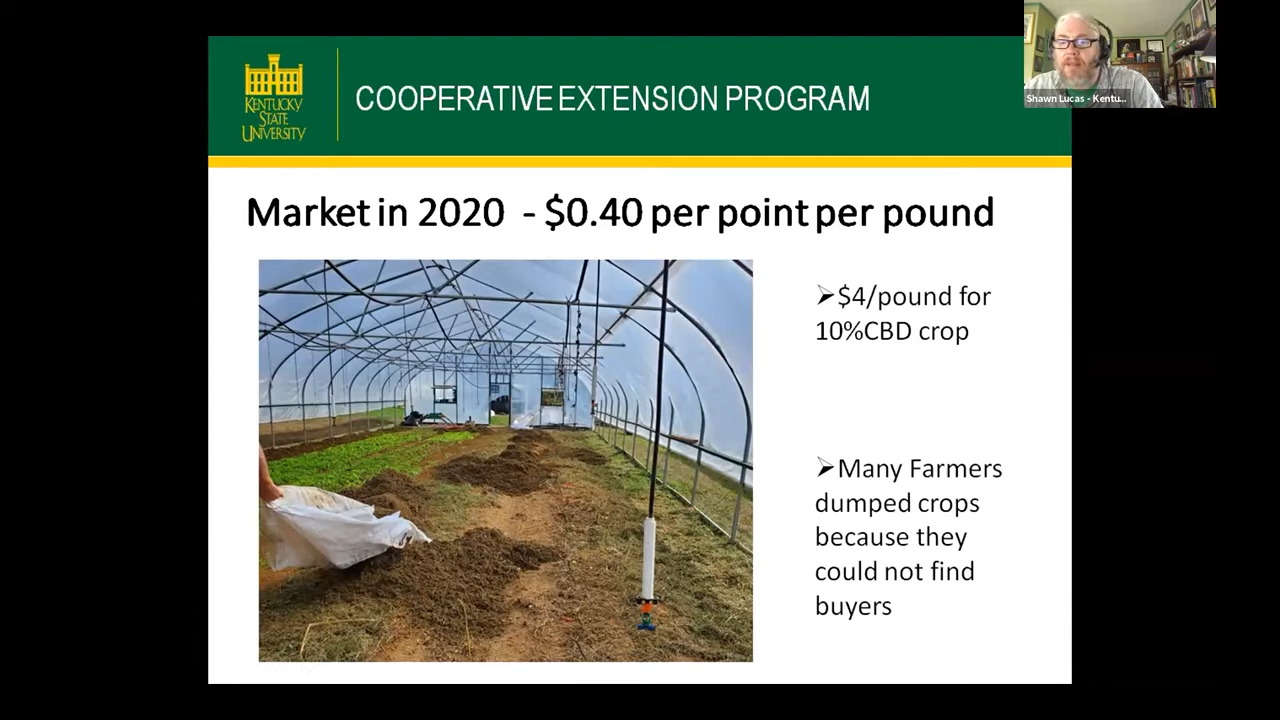 KENTUCKY
STATE
UNIVERSITY
COOPERATIVE EXTENSION PROGRAM
Shawn Lucas - Kentu...
Market in 2020 - $0.40 per point per pound
➢$4/pound for
10%CBD crop
➢Many Farmers
dumped crops
because they
could not find
buyers